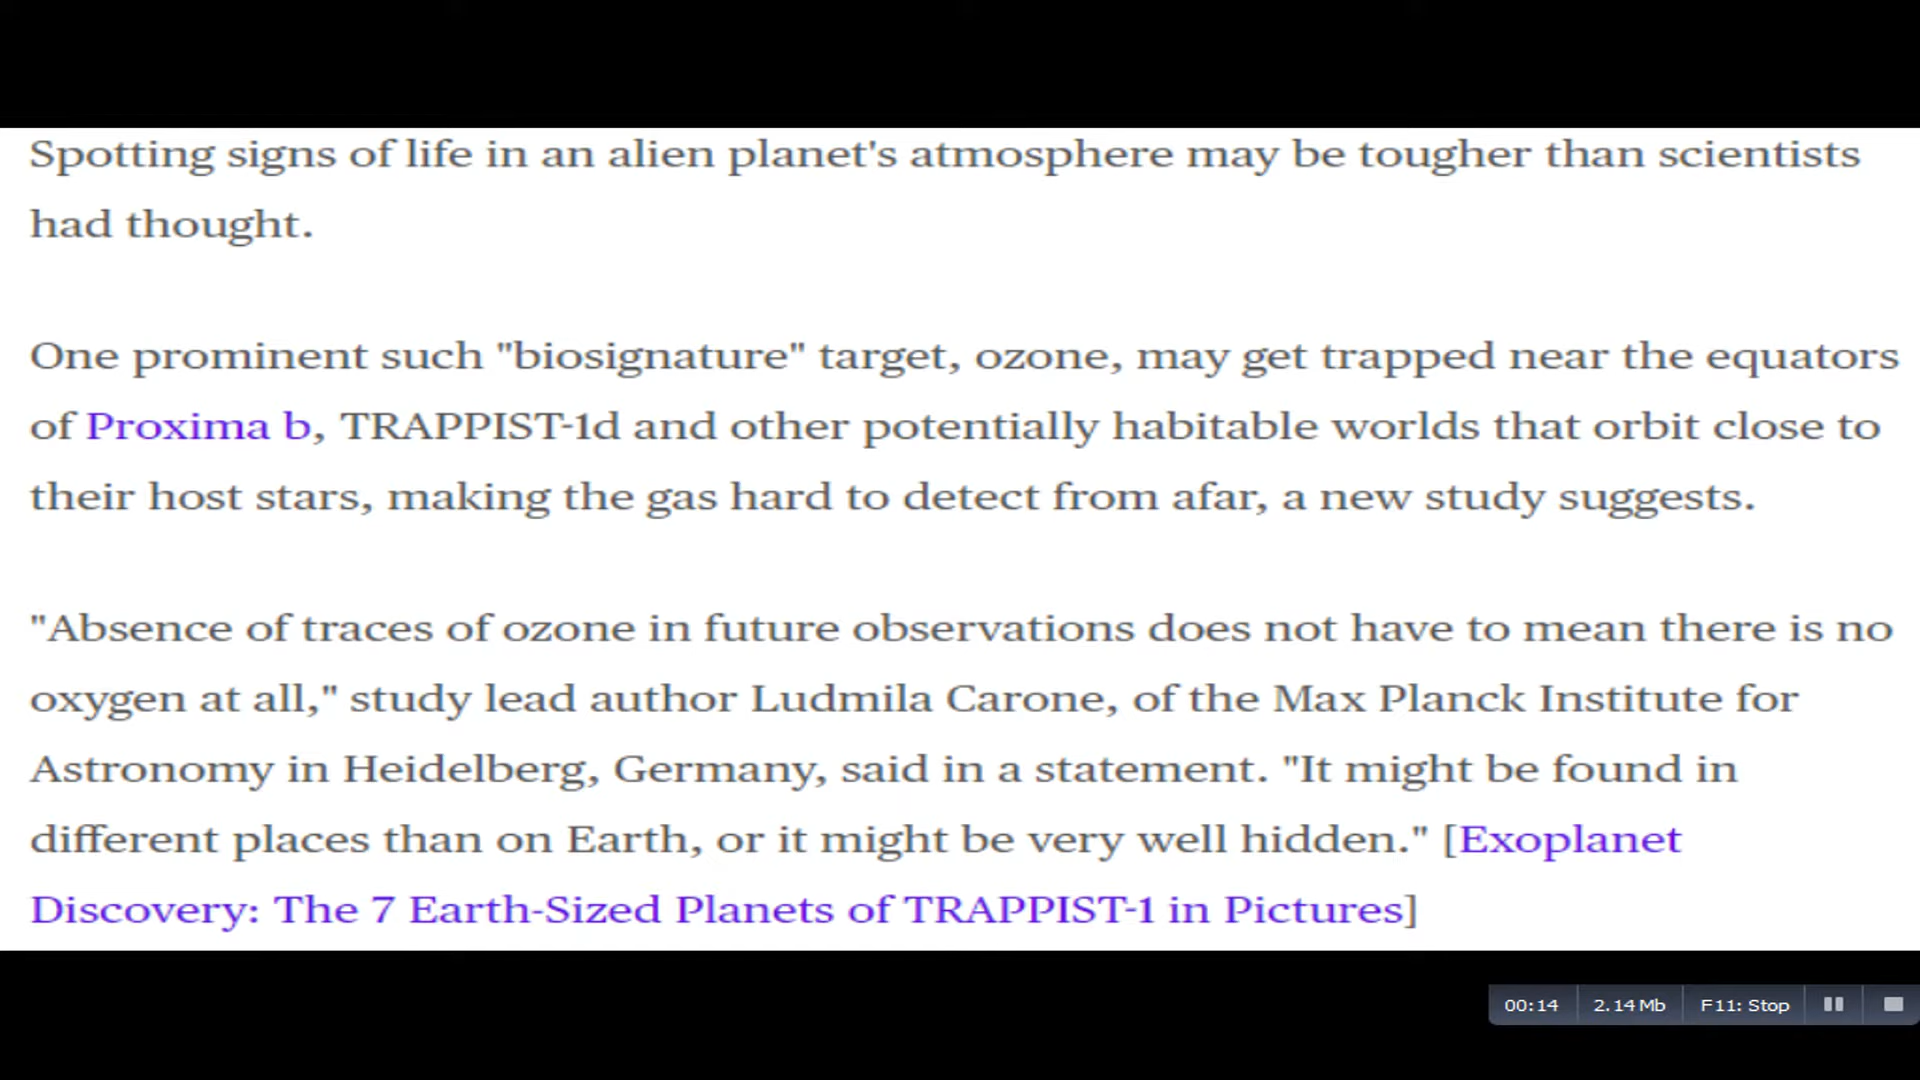 Spotting signs of life in an alien planet's atmosphere may be tougher than scientists
had thought.
One prominent such "biosignature" target, ozone, may get trapped near the equators
of Proxima b, TRAPPIST-1d and other potentially habitable worlds that orbit close to
their host stars, making the gas hard to detect from afar, a new study suggests.
"Absence of traces of ozone in future observations does not have to mean there is no
oxygen at all," study lead author Ludmila Carone, of the Max Planck Institute for
Astronomy in Heidelberg, Germany, said in a statement. "It might be found in
different places than on Earth, or it might be very well hidden." [Exoplanet
Discovery: The 7 Earth-Sized Planets of TRAPPIST-1 in Pictures]
00:14 2.14 Mb F11: Stop